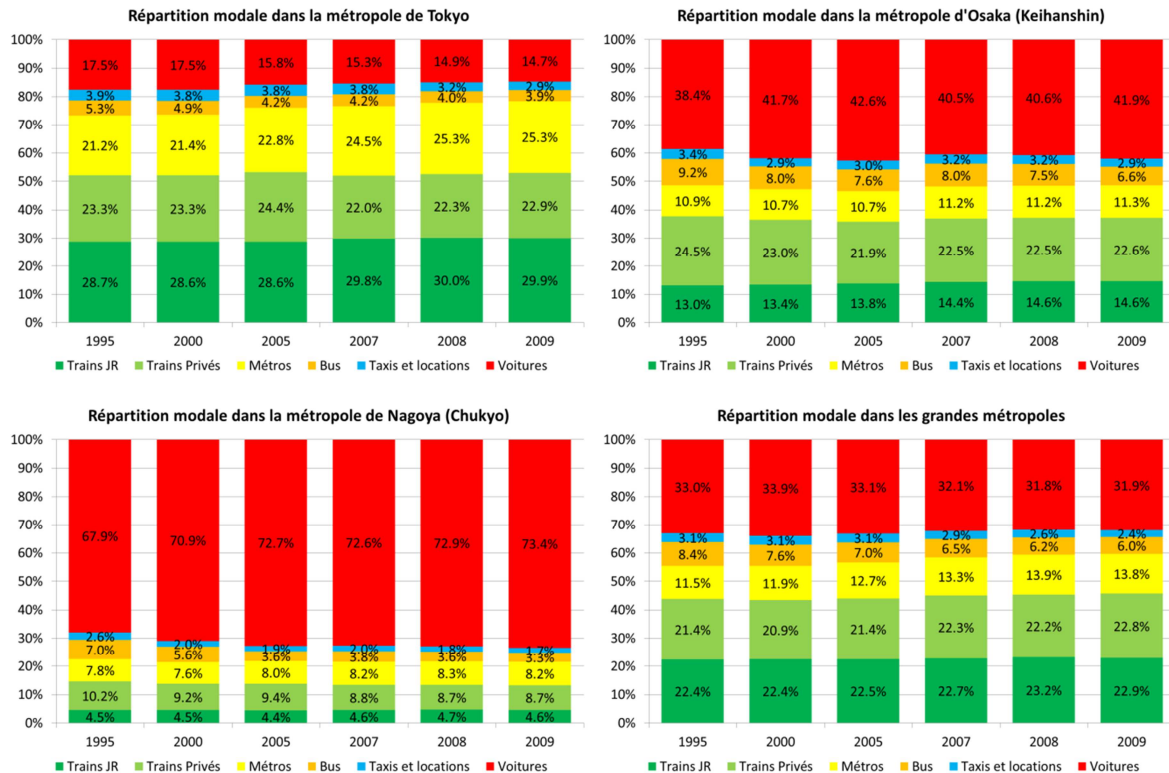 Répartition modale dans la métropole de Tokyo
100%
90%
80%
70%
60%
50%
40%
30%
20%
10%
0%
17.5% 17.5% 15.8% 15.3% 14.9% 14.7%
3.9% 3.8% 3.8% 3.8% 3.2% 2.9%
5.3% 4.9% 4.2% 4.2% 4.0% 3.9%
21.2% 21.4% 22.8% 24.5% 25.3% 25.3%
23.3% 23.3% 24.4% 22.0% 22.3% 22.9%
28.7% 28.6% 28.6% 29.8% 30.0% 29.9%
1995 2000 2005 2007 2008 2009
Trains JR Trains Privés Métros Bus Taxis et locations Voitures
Répartition modale dans la métropole d'Osaka (Keihanshin)
100%
90%
80%
70%
60%
50%
40%
30%
20%
10%
0%
38.4% 41.7% 42.6% 40.5% 40.6% 41.9%
3.4% 2.9% 3.0% 3.2% 3.2% 2.9%
9.2% 8.0% 7.6% 8.0% 7.5% 6.6%
10.9% 10.7% 10.7% 11.2% 11.2% 11.3%
24.5% 23.0% 21.9% 22.5% 22.5% 22.6%
13.0% 13.4% 13.8% 14.4% 14.6% 14.6%
1995 2000 2005 2007 2008 2009
Trains JR Trains Privés Métros Bus Taxis et locations Voitures
Répartition modale dans la métropole de Nagoya (Chukyo)
100%
90%
80%
70%
60%
50%
40%
30%
20%
10%
0%
67.9% 70.9% 72.7% 72.6% 72.9% 73.4%
2.6% 2.0% 1.9% 2.0% 1.8% 1.7%
7.0% 5.6% 3.6% 3.8% 3.6% 3.3%
7.8% 7.6% 8.0% 8.2% 8.3% 8.2%
10.2% 9.2% 9.4% 8.8% 8.7% 8.7%
4.5% 4.5% 4.4% 4.6% 4.7% 4.6%
1995 2000 2005 2007 2008 2009
Trains JR Trains Privés Métros Bus Taxis et locations Voitures
Répartition modale dans les grandes métropoles
100%
90%
80%
70%
60%
50%
40%
30%
20%
10%
0%
33.0% 33.9% 33.1% 32.1% 31.8% 31.9%
3.1% 3.1% 3.1% 2.9% 2.6% 2.4%
8.4% 7.6% 7.0% 6.5% 6.2% 6.0%
11.5% 11.9% 12.7% 13.3% 13.9% 13.8%
21.4% 20.9% 21.4% 22.3% 22.2% 22.8%
22.4% 22.4% 22.5% 22.7% 23.2% 22.9%
1995 2000 2005 2007 2008 2009
Trains JR Trains Privés Métros Bus Taxis et locations Voitures